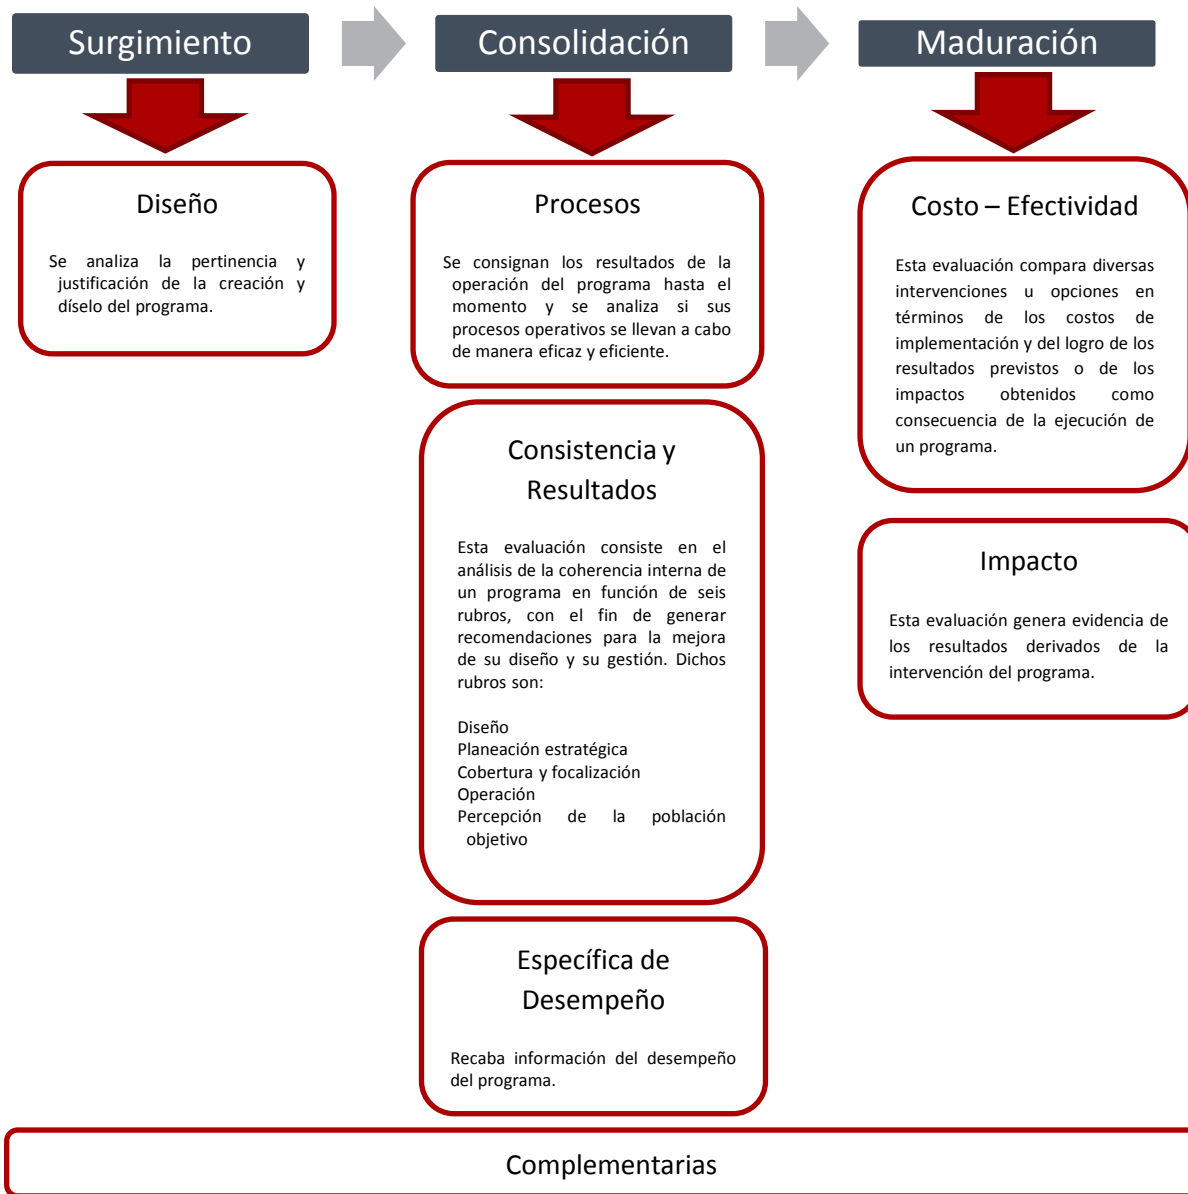 Surgimiento
Consolidación
Maduración
Diseño
Se analiza la pertinencia y
justificación de la creación y
díselo del programa.
Procesos
Se consignan los resultados de la
operación del programa hasta el
momento y se analiza si sus
procesos operativos se llevan a cabo
de manera eficaz y eficiente.
Consistencia y
Resultados
Esta evaluación consiste en el
análisis de la coherencia interna de
un programa en función de seis
rubros, con el fin de generar
recomendaciones para la mejora
de su diseño y su gestión. Dichos
rubros son:
Diseño
Planeación estratégica
Cobertura y focalización
Operación
Percepción de la población
objetivo
Específica de
Desempeño
Recaba información del desempeño
del programa.
Costo – Efectividad
Esta evaluación compara diversas
intervenciones u opciones en
términos de los costos de
implementación y del logro de los
resultados previstos o de los
impactos obtenidos como
consecuencia de la ejecución de
un programa.
Impacto
Esta evaluación genera evidencia de
los resultados derivados de la
intervención del programa.
Complementarias